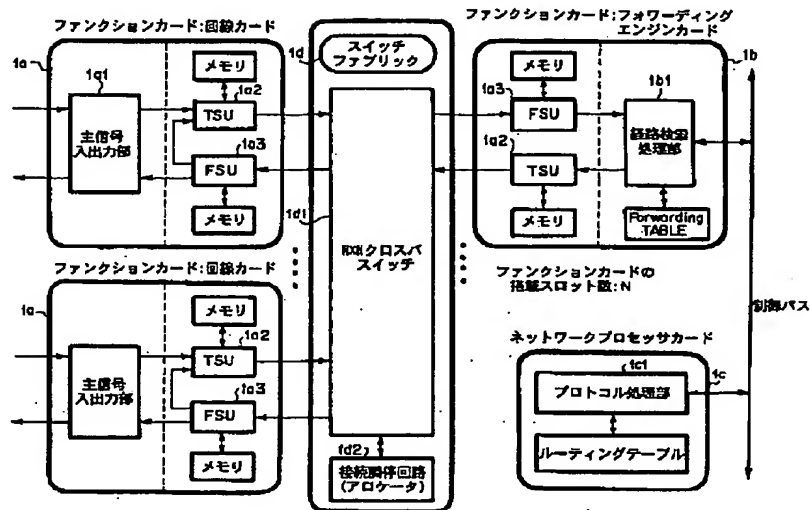 ファンクションカード:回線カード
1a
1a1
主信号
入出力部
メモリ
1a2
TSU
1a3
FSU
メモリ
ファンクションカード:回線カード
1a
主信号
入出力部
メモリ
1a2
TSU
1a3
FSU
メモリ
1d
スイッチ
ファブリック
1d1
クロスバ
スイッチ
1d2
(アロケータ)
ファンクションカード:フォワーディング
エンジンカード
1b
メモリ
1a3
FSU
1a2
TSU
メモリ
1b1
経路検索
処理部
Forwarding
TABLE
ファンクションカードの
搭載スロット数:N
制御バス
ネットワークプロセッサカード
1c
1c1
プロトコル処理部
ルーティングテーブル